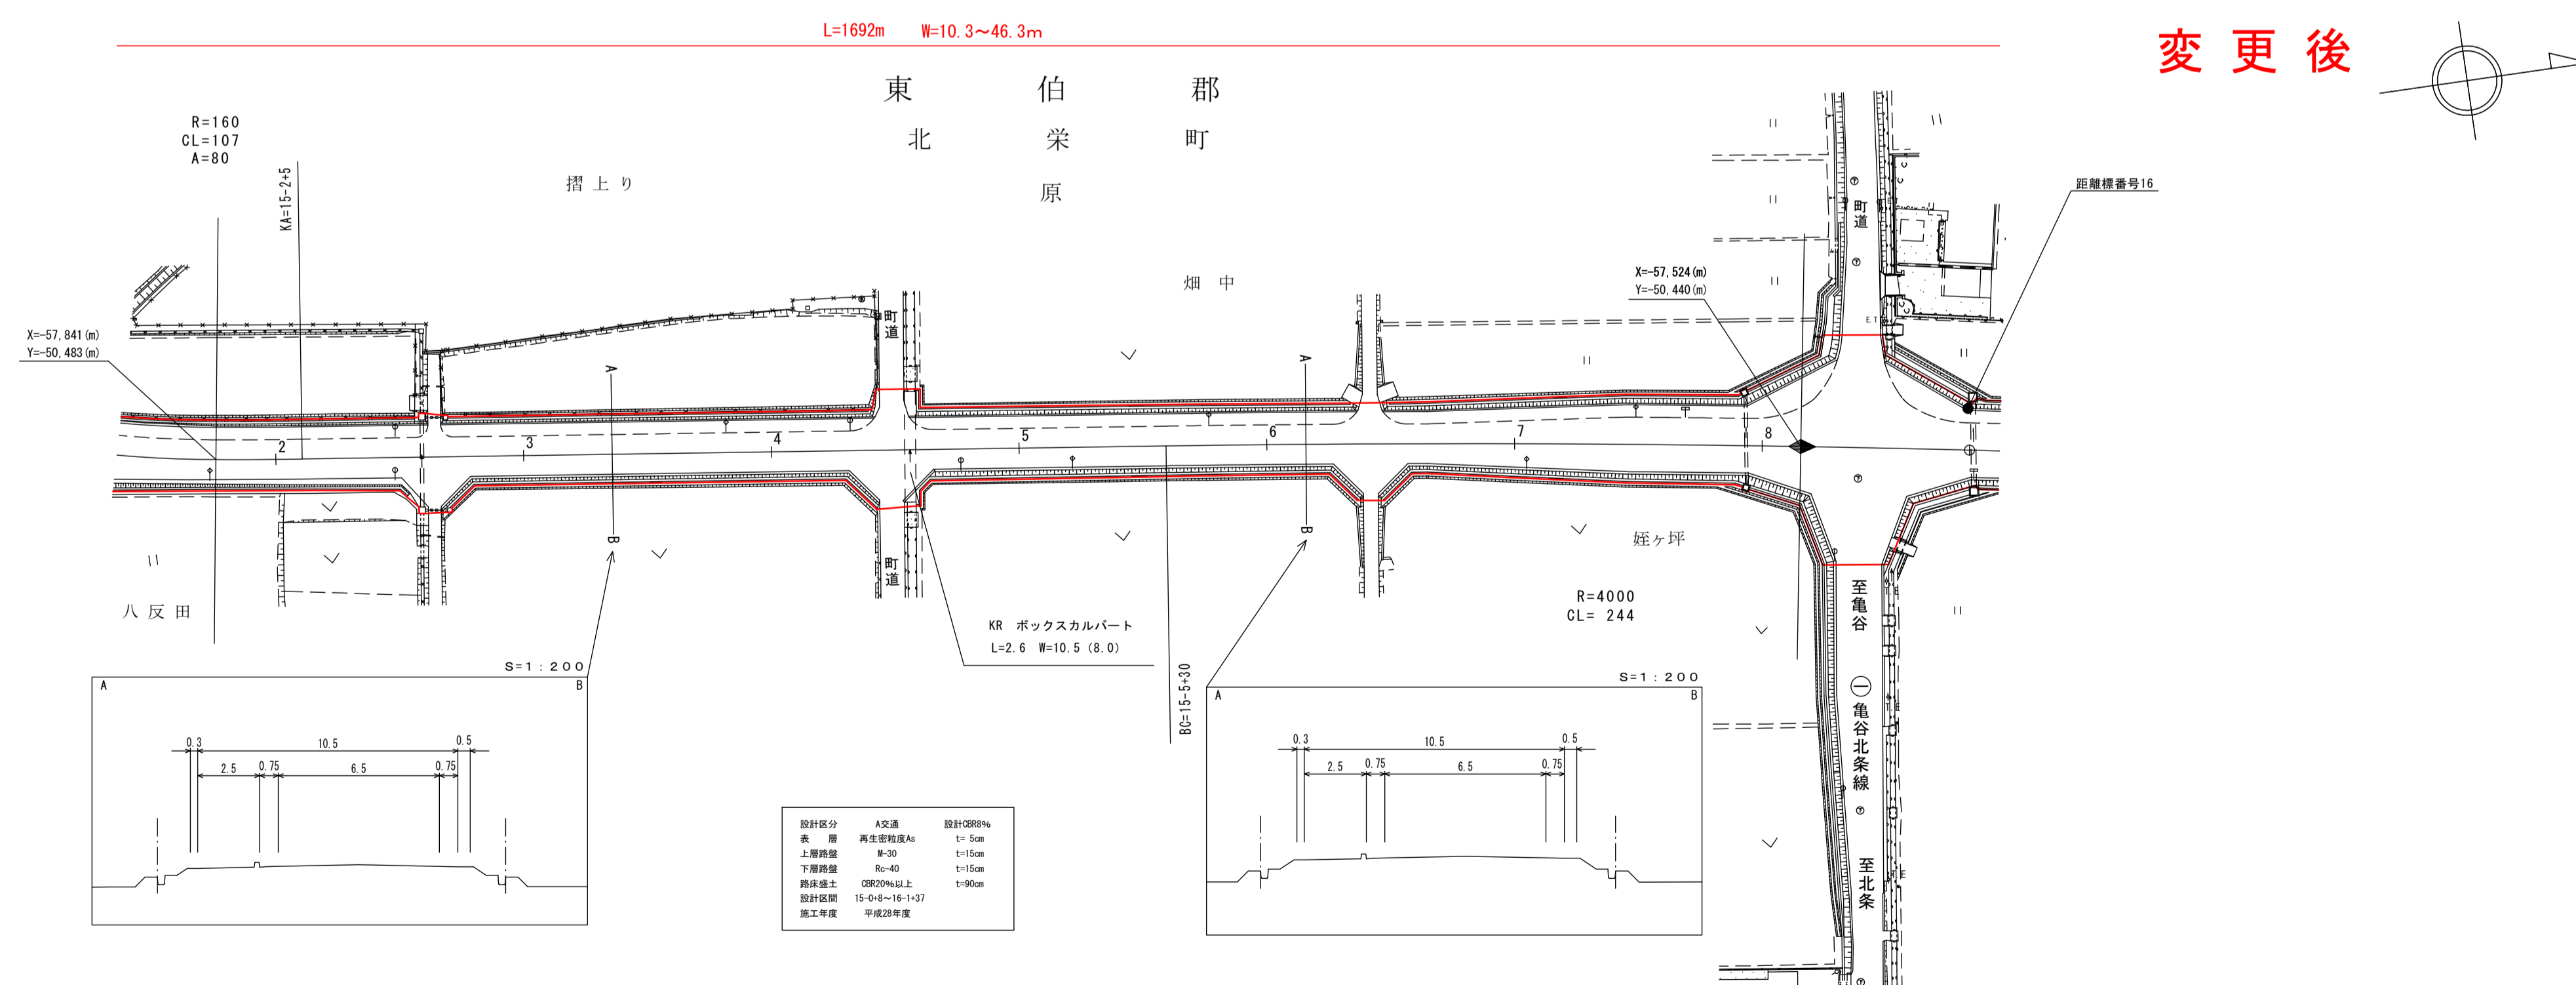 L=1692m W=10.3～46.3m
変更後
東伯郡
北栄町
原
R=160
CL=107
A=80
KA=15-2+5
摺上り
畑中
町道
距離標番号16
X=-57,524(m)
Y=-50,440(m)
X=-57,841(m)
Y=-50,483(m)
町道
E.T
A
A
2
3
4
5
6
7
8
B
B
姪ヶ坪
町道
八反田
R=4000
CL= 244
KR ボックスカルバート
L=2.6 W=10.5 (8.0)
BC=15-5+30
至亀谷
一 亀谷北条線
至北条
S=1:200
A B
0.3 10.5 0.5
2.5 0.75 6.5 0.75
S=1:200
A B
0.3 10.5 0.5
2.5 0.75 6.5 0.75
設計区分 A交通 設計CBR8%
表 層 再生密粒度As t= 5cm
上層路盤 M-30 t=15cm
下層路盤 Rc-40 t=15cm
路床盛土 CBR20%以上 t=90cm
設計区間 15-0+8～16-1+37
施工年度 平成28年度